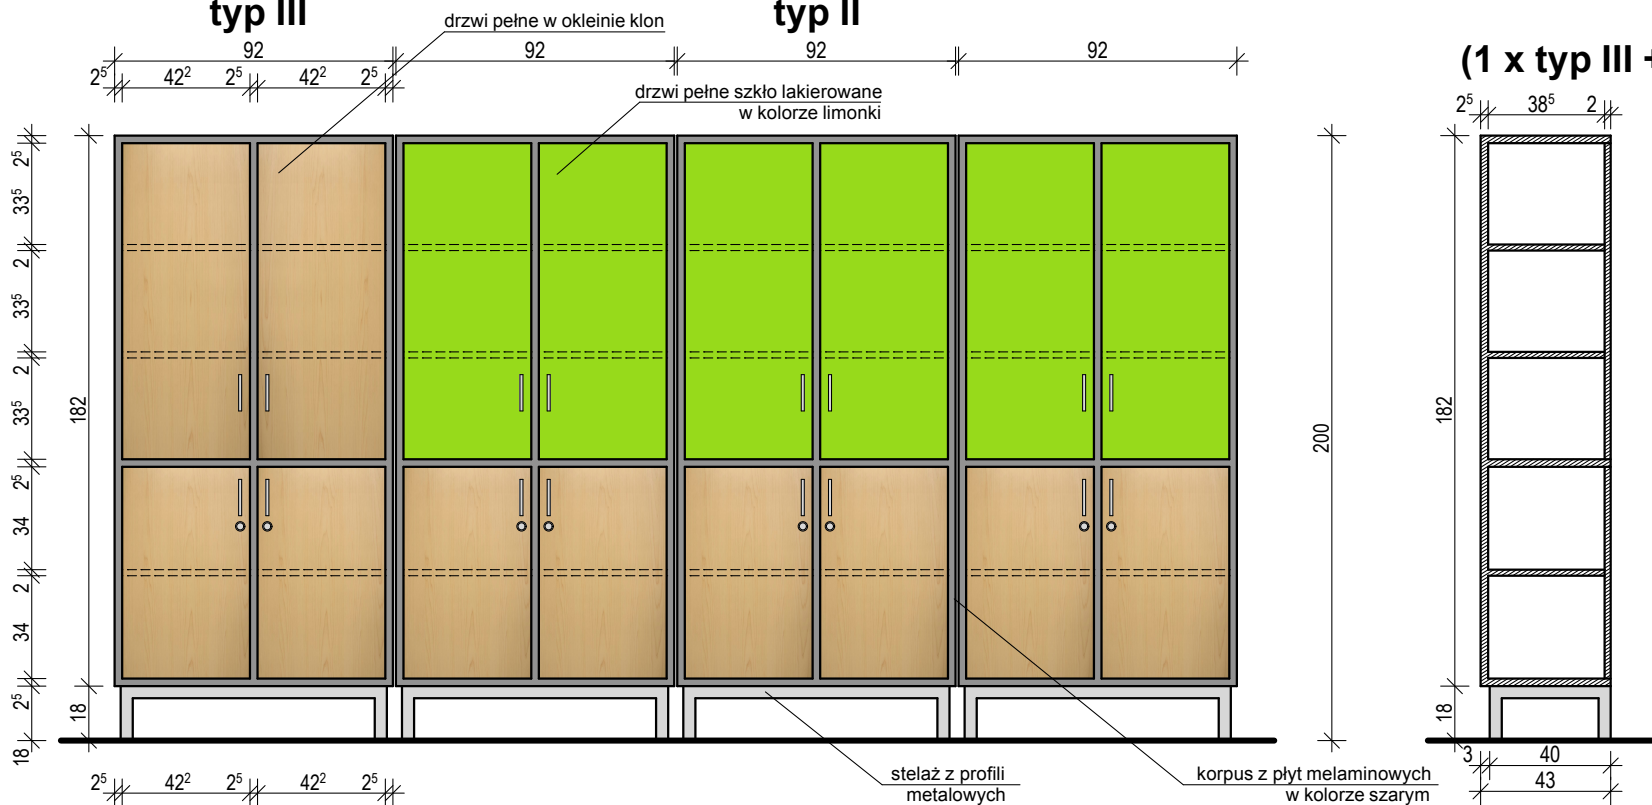 typ III
typ II
drzwi pełne w okleinie klon
(1 x typ III +
92
92
92
92
2⁵ 42² 2⁵ 42² 2⁵
drzwi pełne szkło lakierowane
w kolorze limonki
2⁵ 38⁵ 2
2⁵
33⁵
2
33⁵
2
33⁵
2⁵
34
2
34
2⁵
18
182
18
200
182
18
3 40
43
2⁵ 42² 2⁵ 42² 2⁵
stelaż z profili
metalowych
korpus z płyt melaminowych
w kolorze szarym